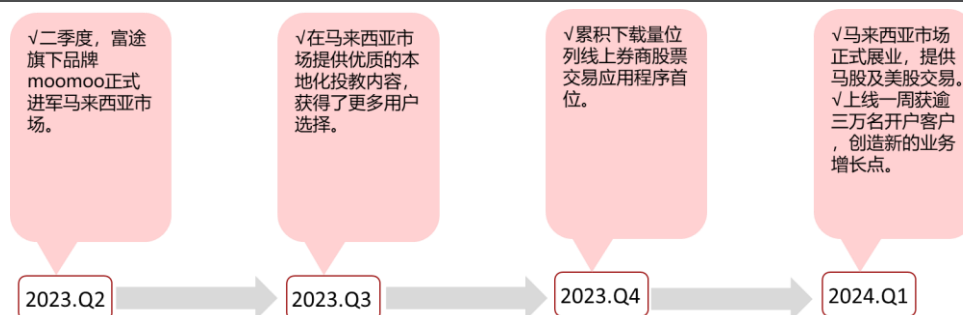 √二季度，富途
旗下品牌
moomoo正式
进军马来西亚市
场。
√在马来西亚市
场提供优质的本
地化投教内容，
获得了更多用户
选择。
√累积下载量位
列线上券商股票
交易应用程序首
位。
√马来西亚市场
正式展业，提供
马股及美股交易。
√上线一周获逾
三万名开户客户
，创造新的业务
增长点。
2023.Q2
2023.Q3
2023.Q4
2024.Q1